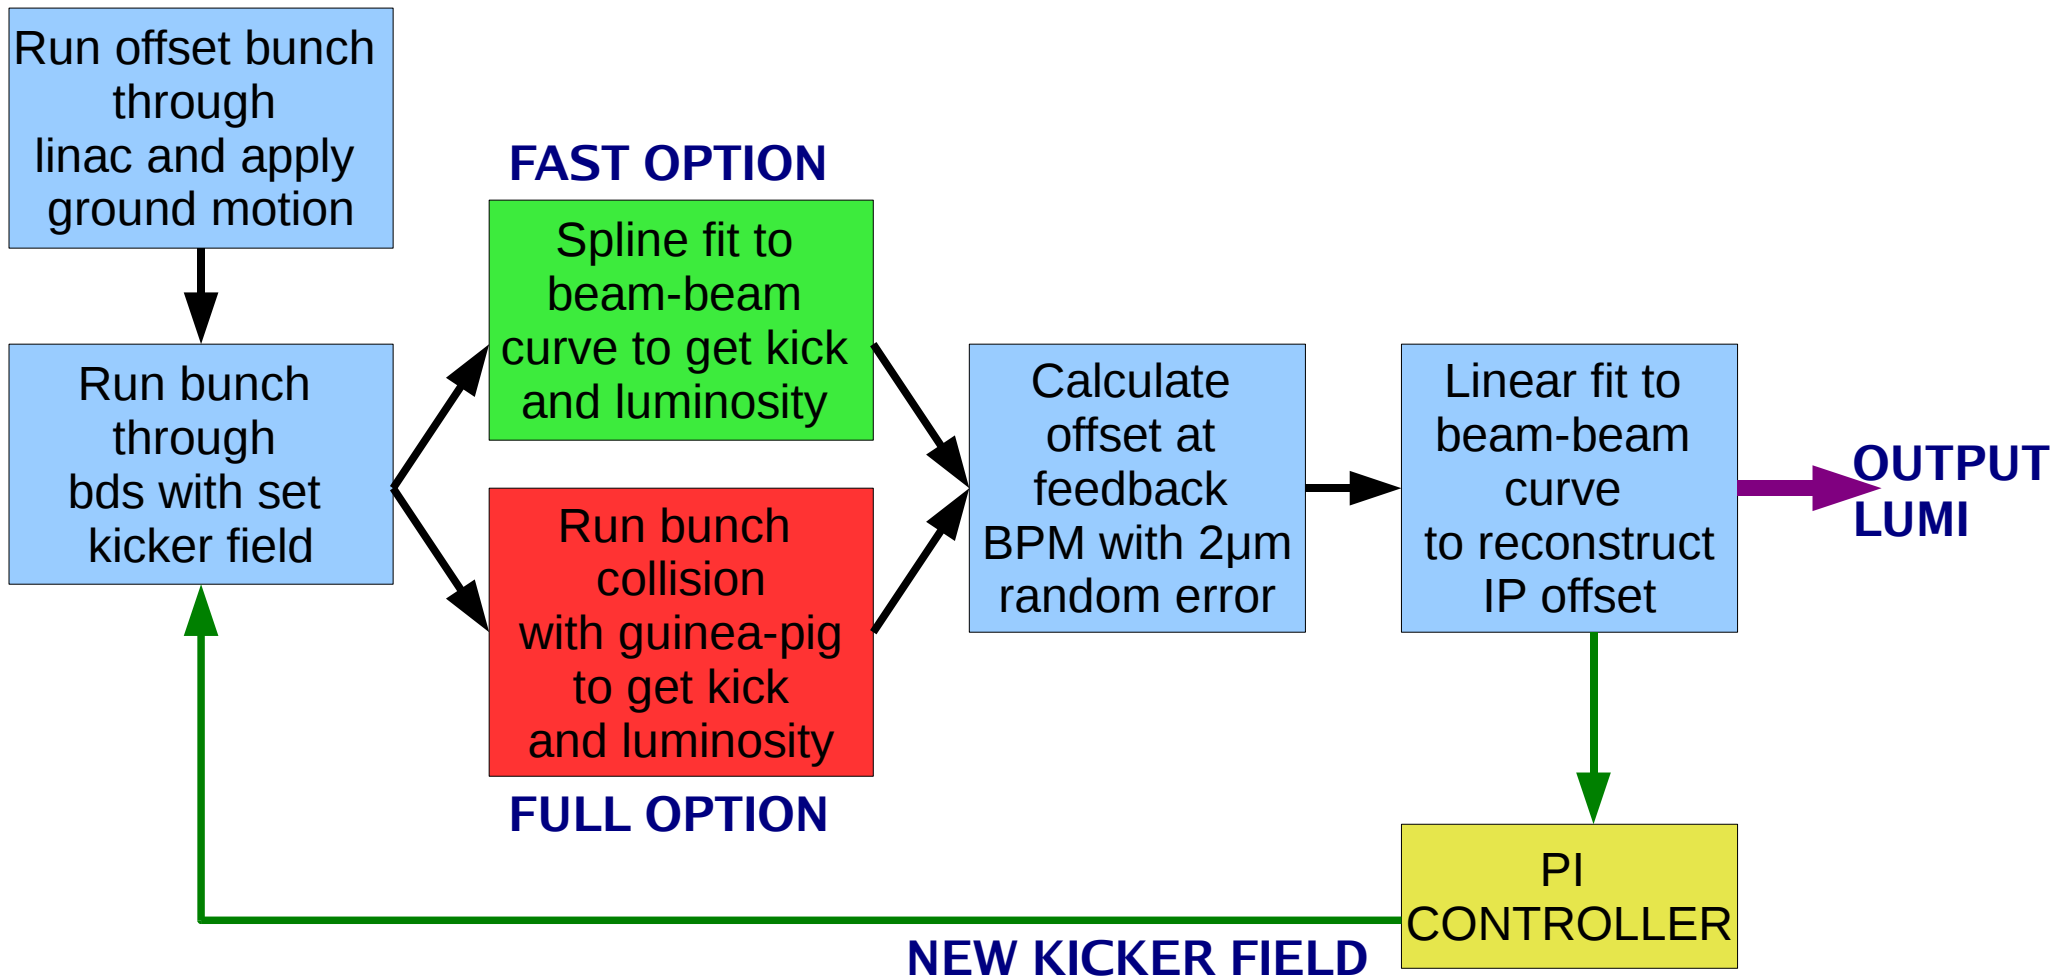 Run offset bunch
through
linac and apply
ground motion
Run bunch
through
bds with set
kicker field
FAST OPTION
Spline fit to
beam-beam
curve to get kick
and luminosity
Run bunch
collision
with guinea-pig
to get kick
and luminosity
FULL OPTION
Calculate
offset at
feedback
BPM with 2μm
random error
Linear fit to
beam-beam
curve
to reconstruct
IP offset
OUTPUT
LUMI
PI
CONTROLLER
NEW KICKER FIELD